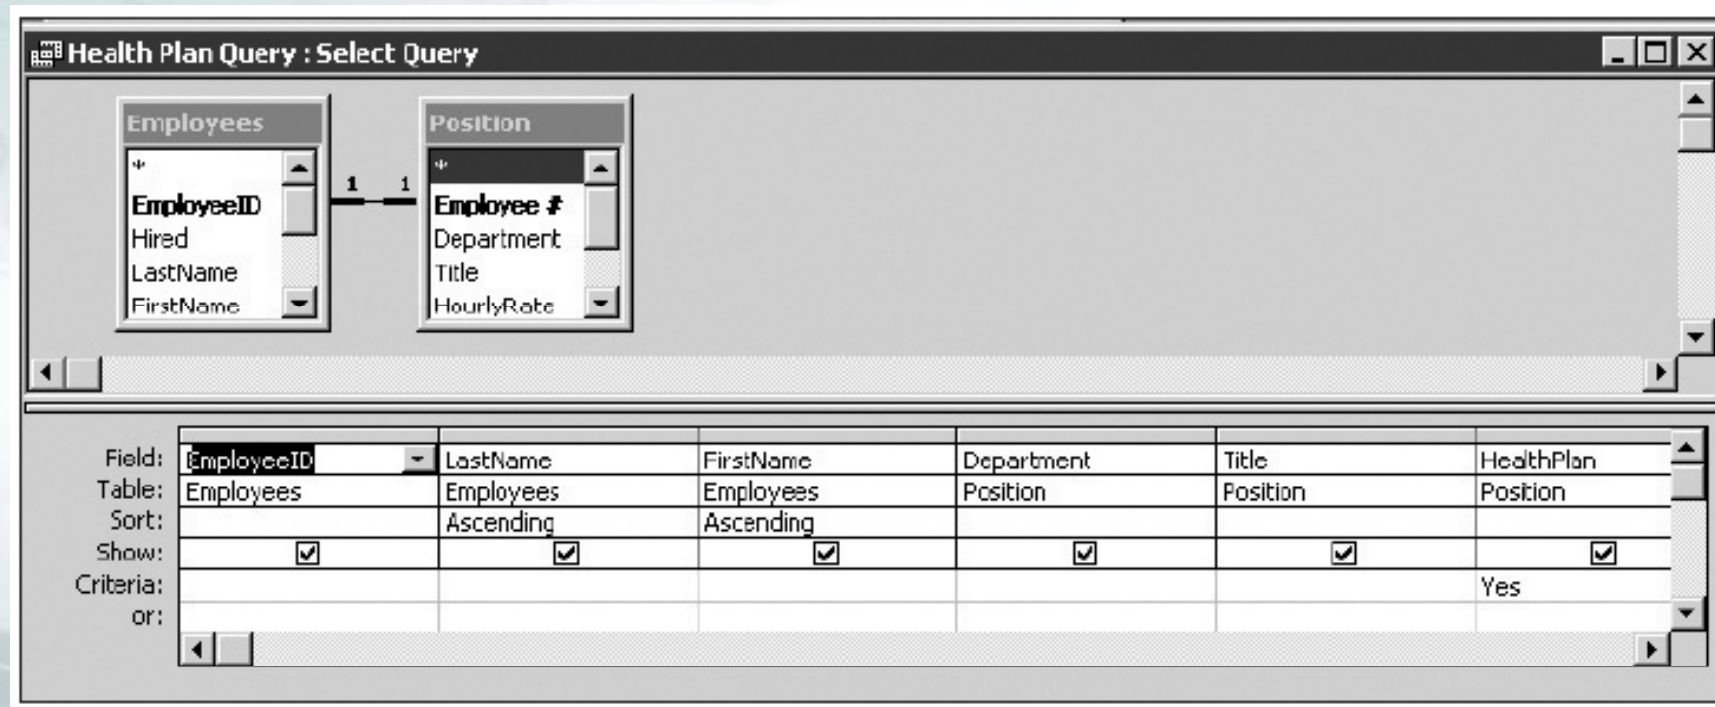 Health Plan Query : Select Query
Employees Position
* *
1 1
EmployeeID Employee #
Hired Department
LastName Title
FirstName HourlyRate
Field: EmployeeID LastName FirstName Department Title HealthPlan
Table: Employees Employees Employees Position Position Position
Sort: Ascending Ascending
Show:
Criteria: Yes
or: